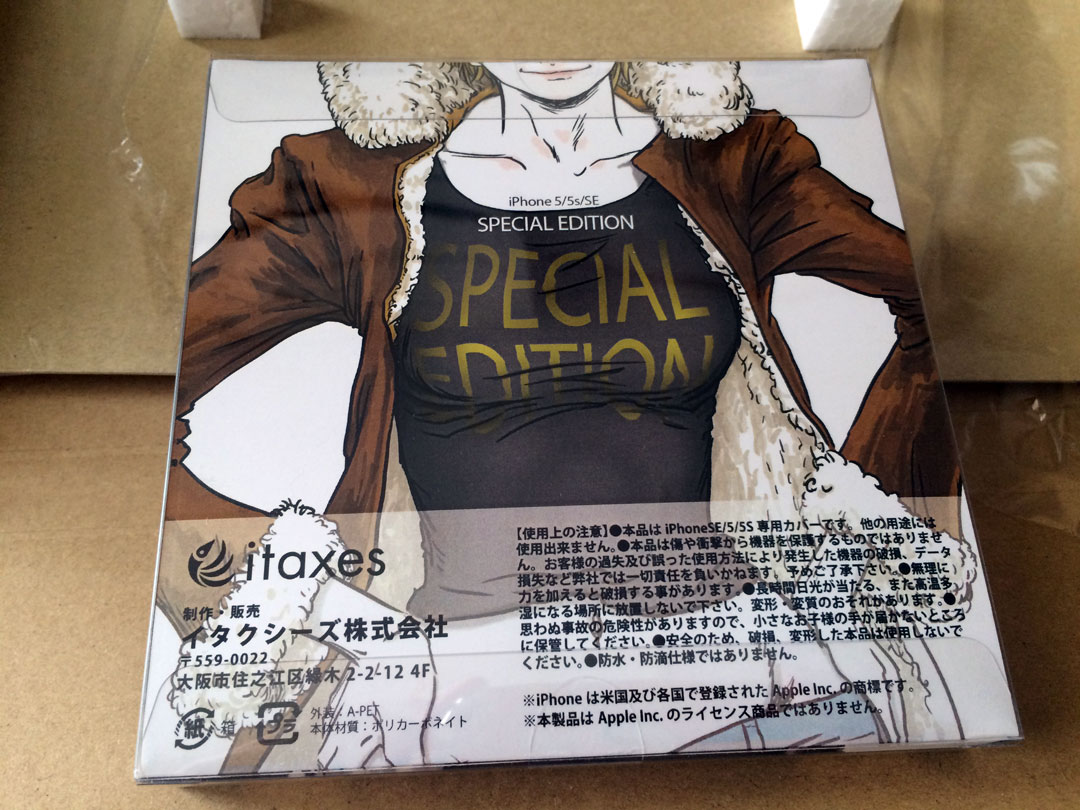 iPhone 5/5s/SE
SPECIAL EDITION
SPECIAL
EDITION
itaxes
制作・販売
イタクシーズ株式会社
〒559-0022
大阪市住之江区緑木 2-2-12 4F
紙 箱
プラ
外装：A-PET
本体材質：ポリカーボネイト
【使用上の注意】●本品は iPhoneSE/5/5S 専用カバーです。他の用途には
使用出来ません。●本品は傷や衝撃から機器を保護するものではありませ
ん。お客様の過失及び誤った使用方法により発生した機器の破損、データ
損失など弊社では一切責任を負いかねます。予めご了承下さい。●無理に
力を加えると破損する事があります。●長時間日光が当たる、また高温多
湿になる場所に放置しないで下さい。変形・変質のおそれがあります。●
思わぬ事故の危険性がありますので、小さなお子様の手が届かないところ
に保管してください。●安全のため、破損、変形した本品は使用しないで
ください。●防水・防滴仕様ではありません。
※iPhone は米国及び各国で登録された Apple Inc. の商標です。
※本製品は Apple Inc. のライセンス商品ではありません。